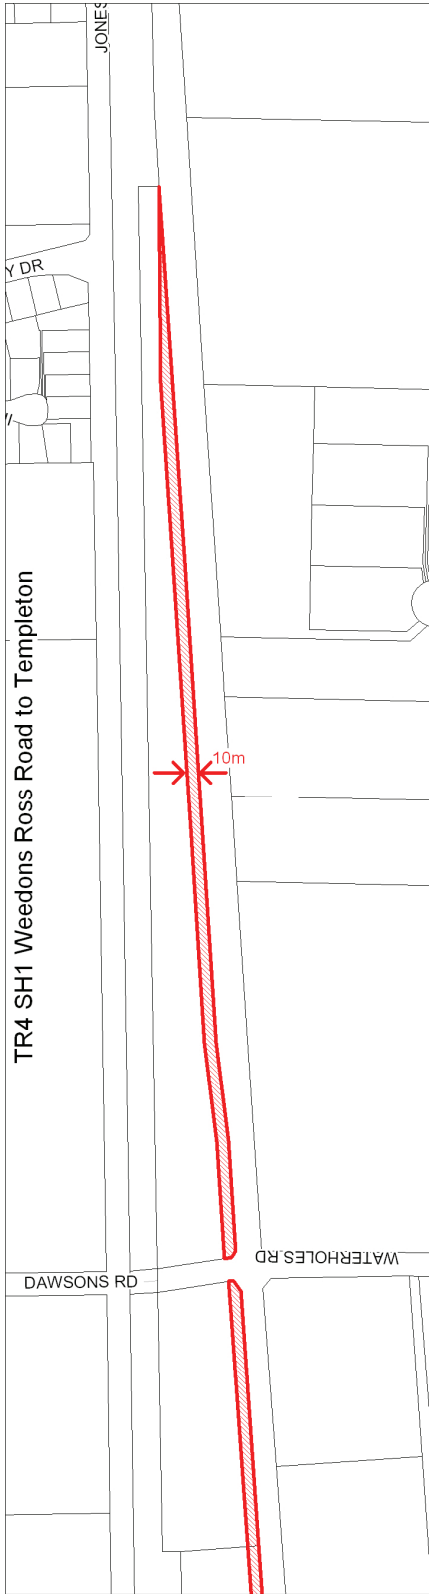 JONES
Y DR
TR4 SH1 Weedons Ross Road to Templeton
10m
WATERHOLES RD
DAWSONS RD